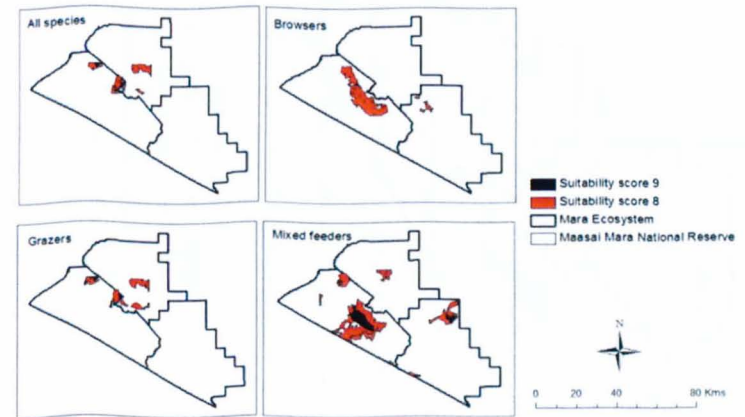 All species
Browsers
Grazers
Mixed feeders
Suitability score 9
Suitability score 8
Mara Ecosystem
Maasai Mara National Reserve
N
0 20 40 80 Kms